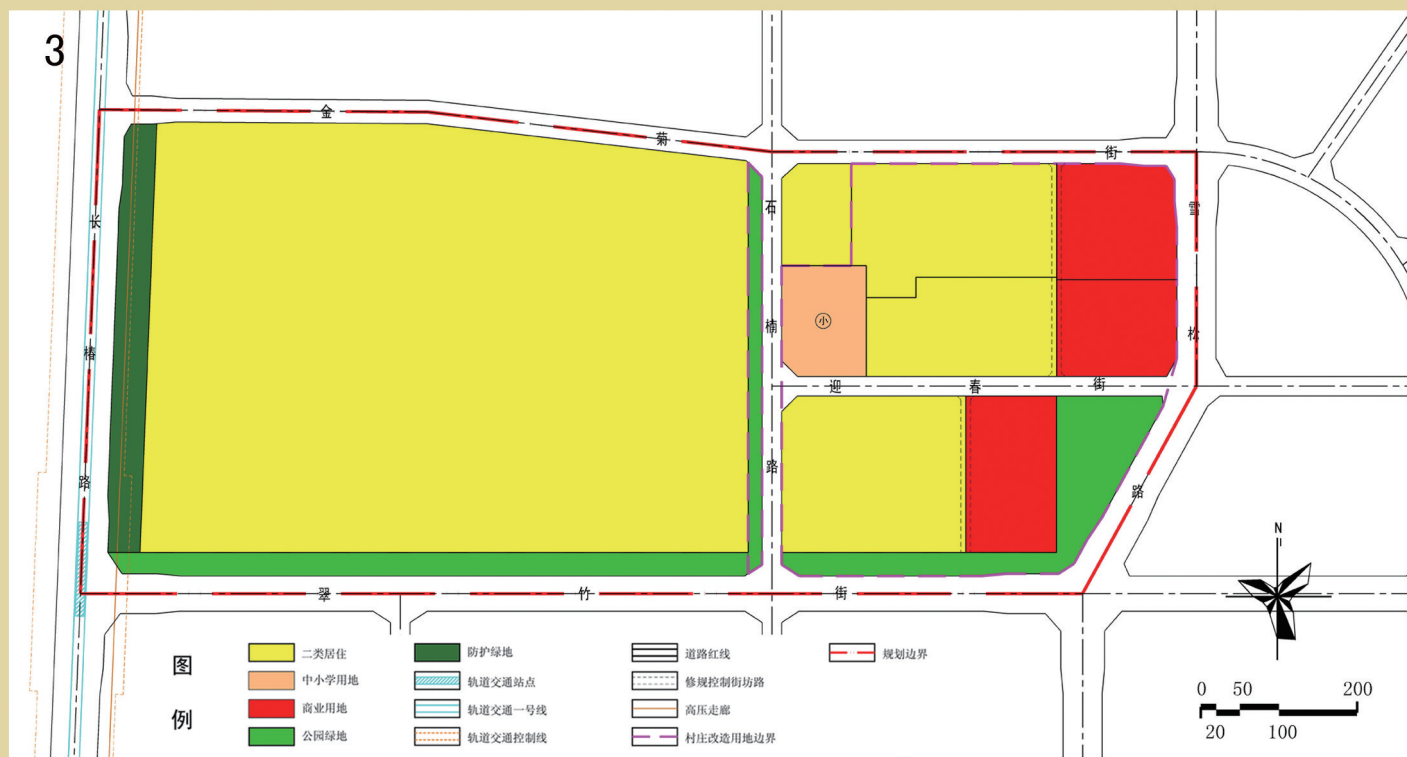 3
金菊街
长椿路
石楠路
雪松路
小
迎春街
翠竹街
N
图例
二类居住
中小学用地
商业用地
公园绿地
防护绿地
轨道交通站点
轨道交通一号线
轨道交通控制线
道路红线
修规控制街坊路
高压走廊
村庄改造用地边界
规划边界
0 50 200
20 100